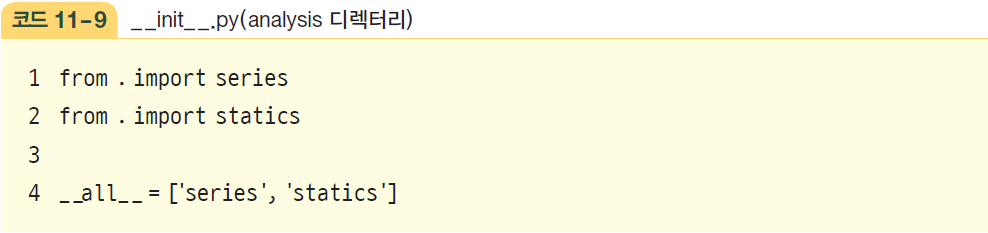 코드 11-9 __init__.py(analysis 디렉터리)
1 from . import series
2 from . import statics
3
4 __all__ = ['series', 'statics']